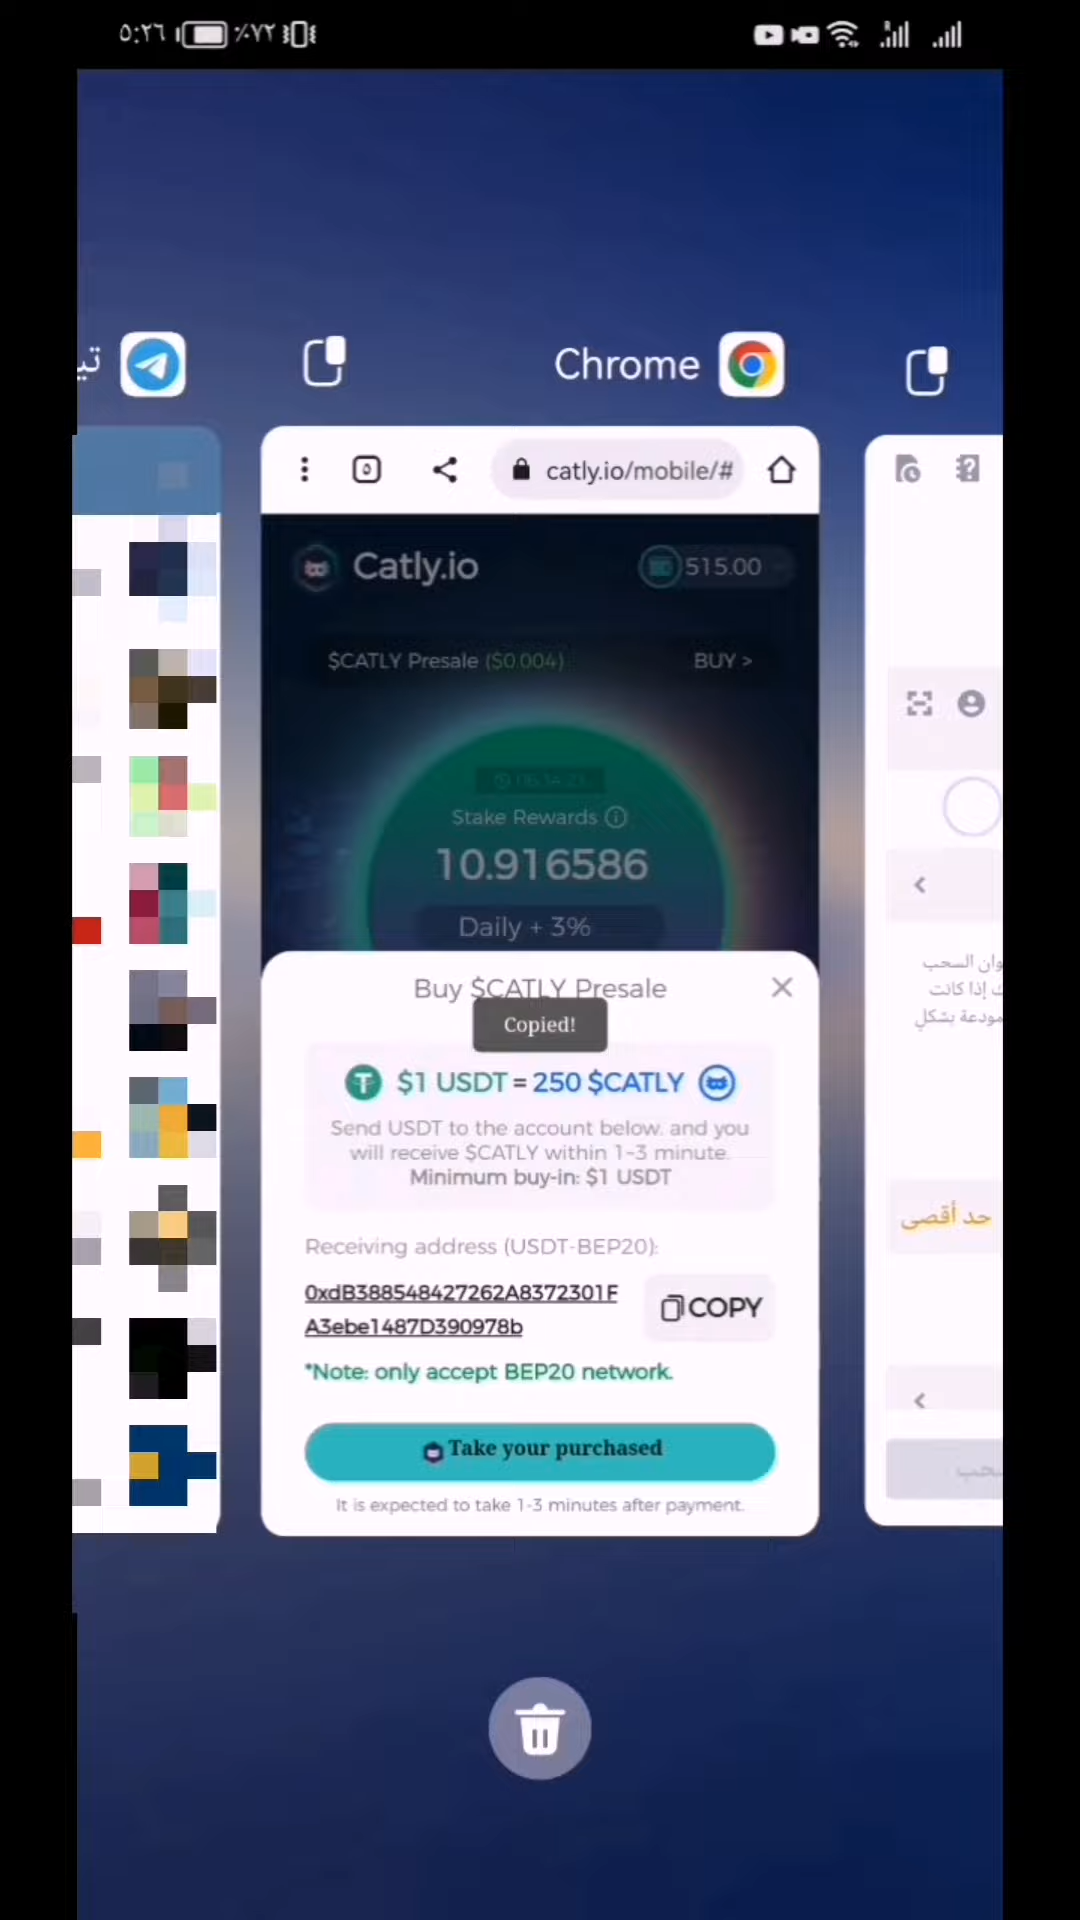 ٥:٢٦ ٪٧٢
Chrome
catly.io/mobile/#
Catly.io
515.00
$CATLY Presale ($0.004)
BUY >
Stake Rewards
10.916586
Daily + 3%
Buy $CATLY Presale
Copied!
$1 USDT = 250 $CATLY
Send USDT to the account below. and you
will receive $CATLY within 1-3 minute.
Minimum buy-in: $1 USDT
Receiving address (USDT-BEP20):
0xdB388548427262A8372301F
A3ebe1487D390978b
COPY
*Note: only accept BEP20 network.
Take your purchased
It is expected to take 1-3 minutes after payment.
السحب
ك إذا كانت
حد أقصى